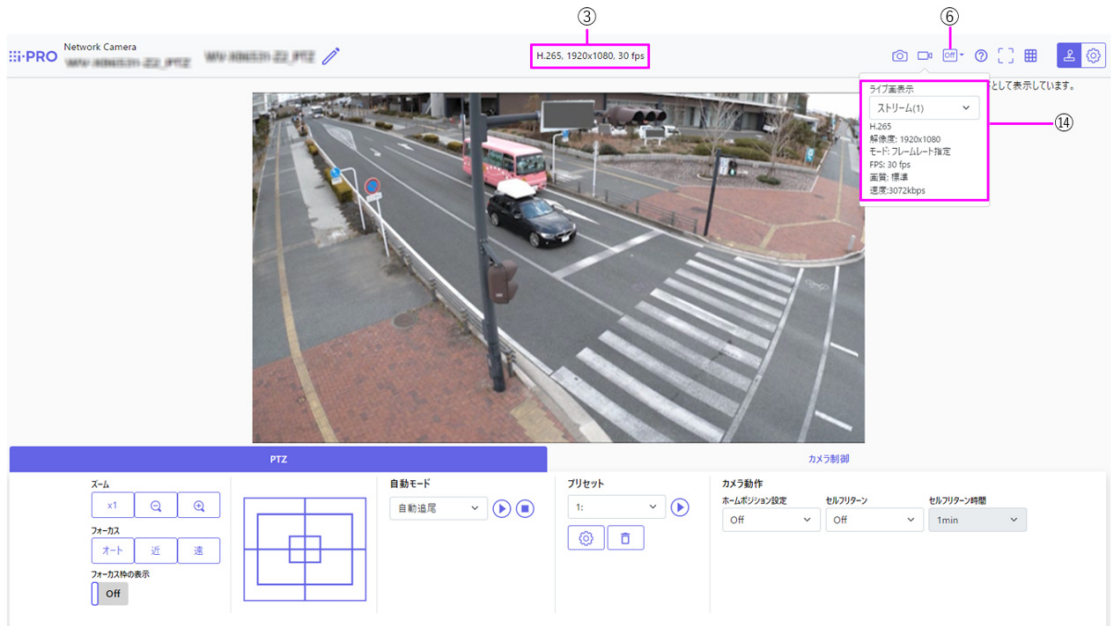 ③
⑥
i-PRO
Network Camera
H.265, 1920x1080, 30 fps
Off
ライブ画表示
として表示しています。
ストリーム(1)
⑭
H.265
解像度: 1920x1080
モード: フレームレート指定
FPS: 30 fps
画質: 標準
速度:3072kbps
PTZ
カメラ制御
ズーム
x1
フォーカス
オート
近
遠
フォーカス枠の表示
Off
自動モード
自動追尾
プリセット
1:
カメラ動作
ホームポジション設定
セルフリターン
セルフリターン時間
Off
Off
1min